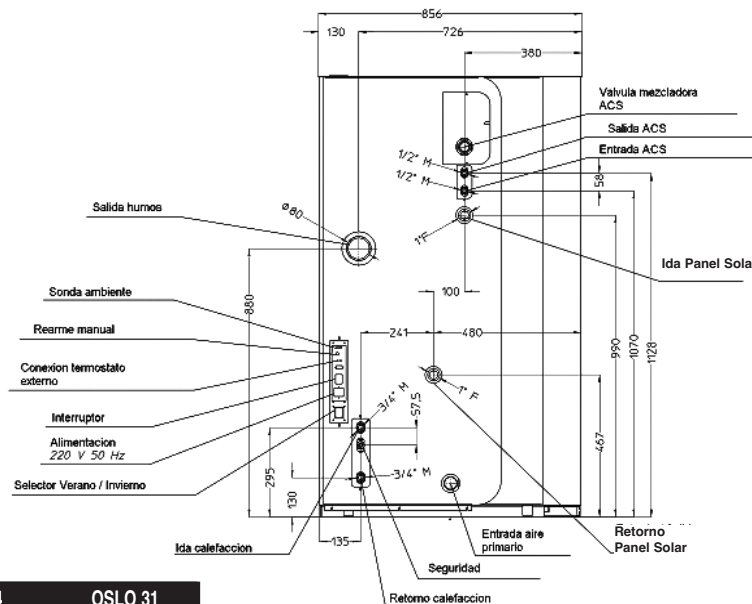 856
130
726
380
Valvula mezcladora
ACS
Salida ACS
Entrada ACS
1/2" M
1/2" M
58
Salida humos
ø80
1"F
Ida Panel Sola
Sonda ambiente
100
Rearme manual
241
480
880
990
1070
1128
Conexion termostato
externo
3/4" M
1" F
57,5
Interruptor
Alimentacion
220 V 50 Hz
467
295
Selector Verano / Invierno
130
3/4" M
135
Entrada aire
primario
Retorno
Panel Solar
Ida calefaccion
Seguridad
OSLO 31
Retorno calefaccion